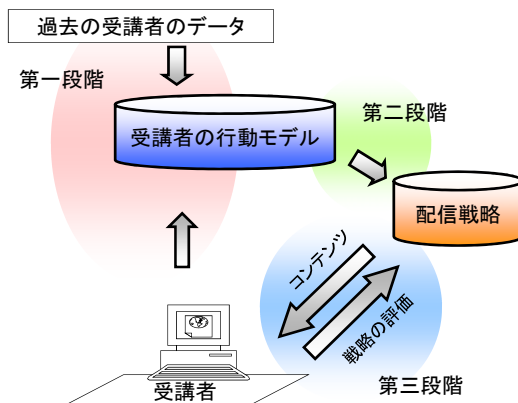 過去の受講者のデータ
第一段階
受講者の行動モデル
第二段階
配信戦略
コンテンツ
戦略の評価
受講者
第三段階